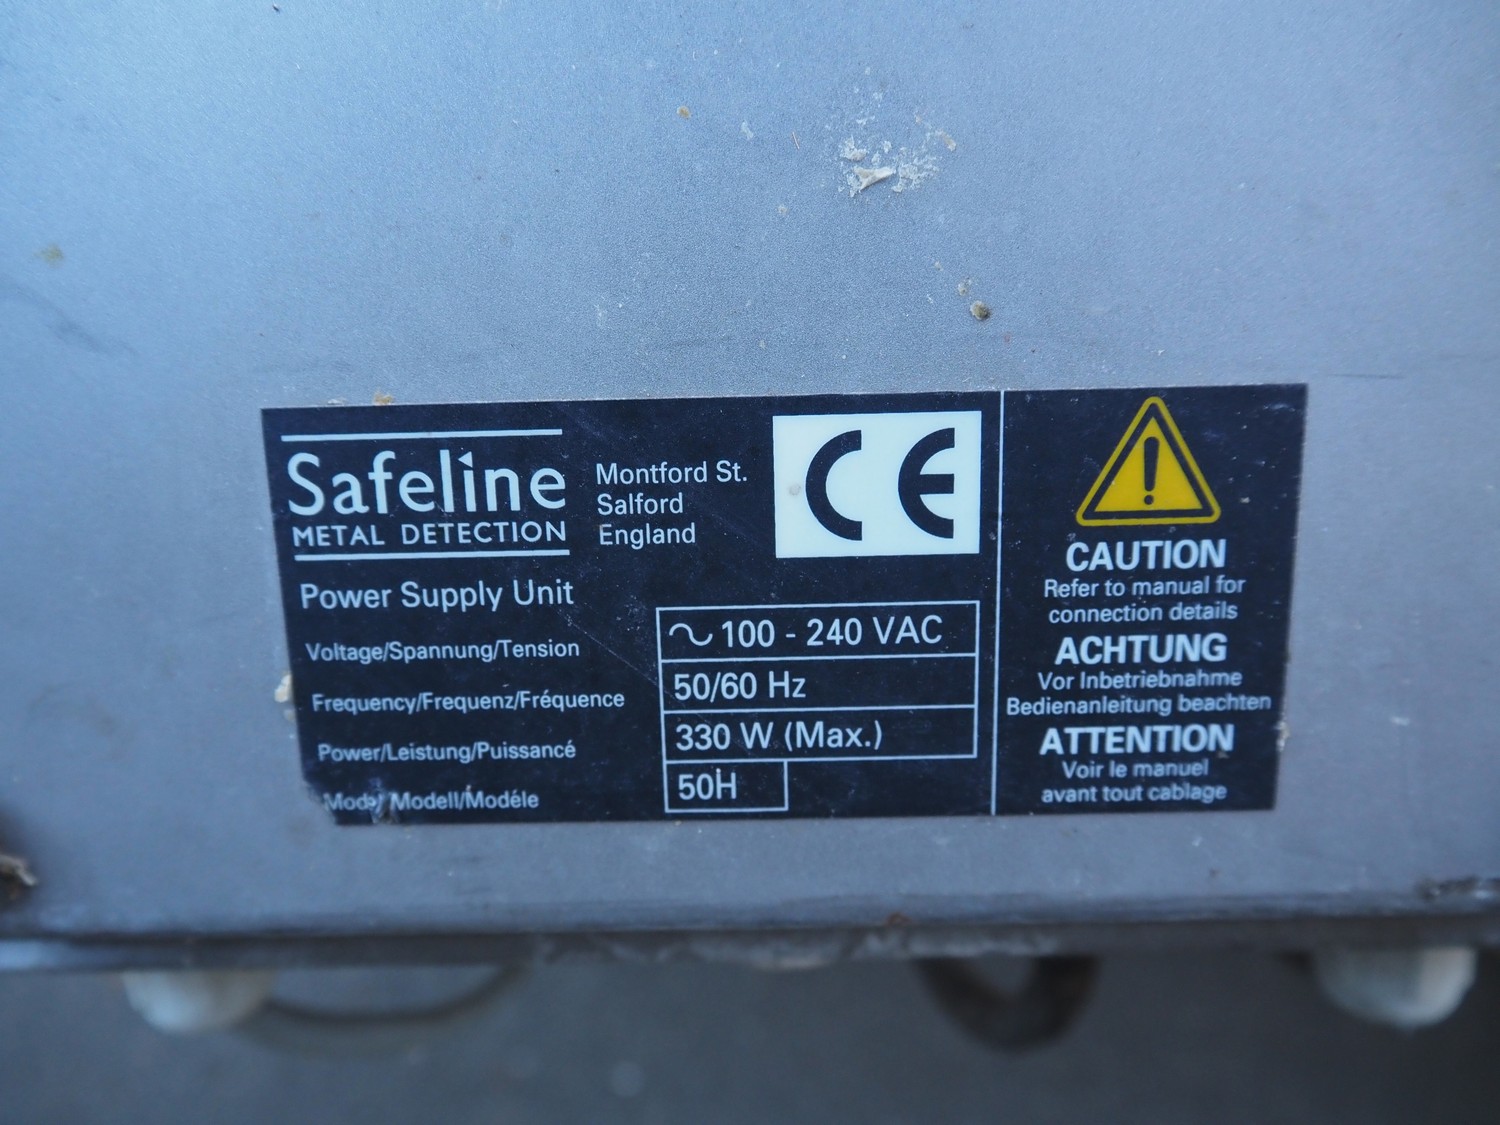 Safeline
METAL DETECTION
Montford St.
Salford
England
CE
Power Supply Unit
Voltage/Spannung/Tension
~ 100 - 240 VAC
Frequency/Frequenz/Fréquence
50/60 Hz
Power/Leistung/Puissancé
330 W (Max.)
Modell/Modéle
50H
CAUTION
Refer to manual for
connection details
ACHTUNG
Vor Inbetriebnahme
Bedienanleitung beachten
ATTENTION
Voir le manuel
avant tout cablage